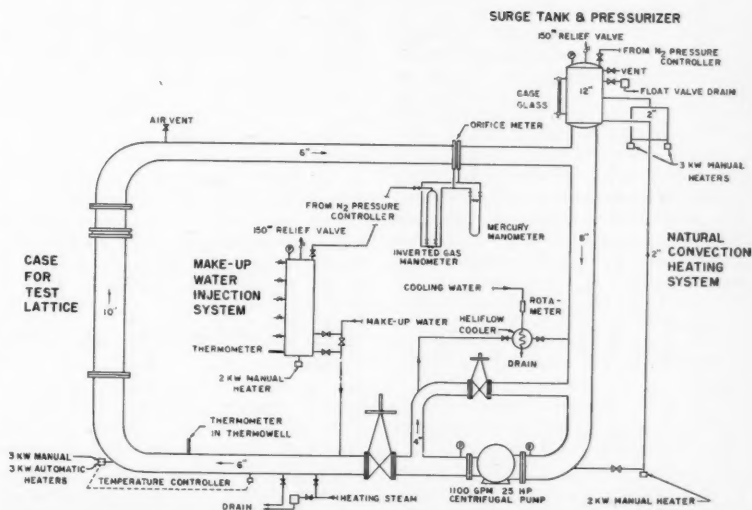 SURGE TANK & PRESSURIZER
150# RELIEF VALVE
FROM N2 PRESSURE
CONTROLLER
P
VENT
12"
FLOAT VALVE DRAIN
GAGE
GLASS
2"
AIR VENT
ORIFICE METER
6"
3 KW MANUAL
HEATERS
FROM N2 PRESSURE
CONTROLLER
150# RELIEF VALVE
P
MERCURY
MANOMETER
INVERTED GAS
MANOMETER
8"
2"
NATURAL
CONVECTION
HEATING
SYSTEM
CASE
FOR
TEST
LATTICE
10"
MAKE-UP
WATER
INJECTION
SYSTEM
COOLING WATER
ROTA-
METER
HELIFLOW
COOLER
MAKE-UP WATER
THERMOMETER
DRAIN
2 KW MANUAL
HEATER
THERMOMETER
IN THERMOWELL
4"
P
P
3 KW MANUAL
3 KW AUTOMATIC
HEATERS
6"
TEMPERATURE CONTROLLER
HEATING STEAM
DRAIN
1100 GPM 25 HP
CENTRIFUGAL PUMP
2 KW MANUAL HEATER